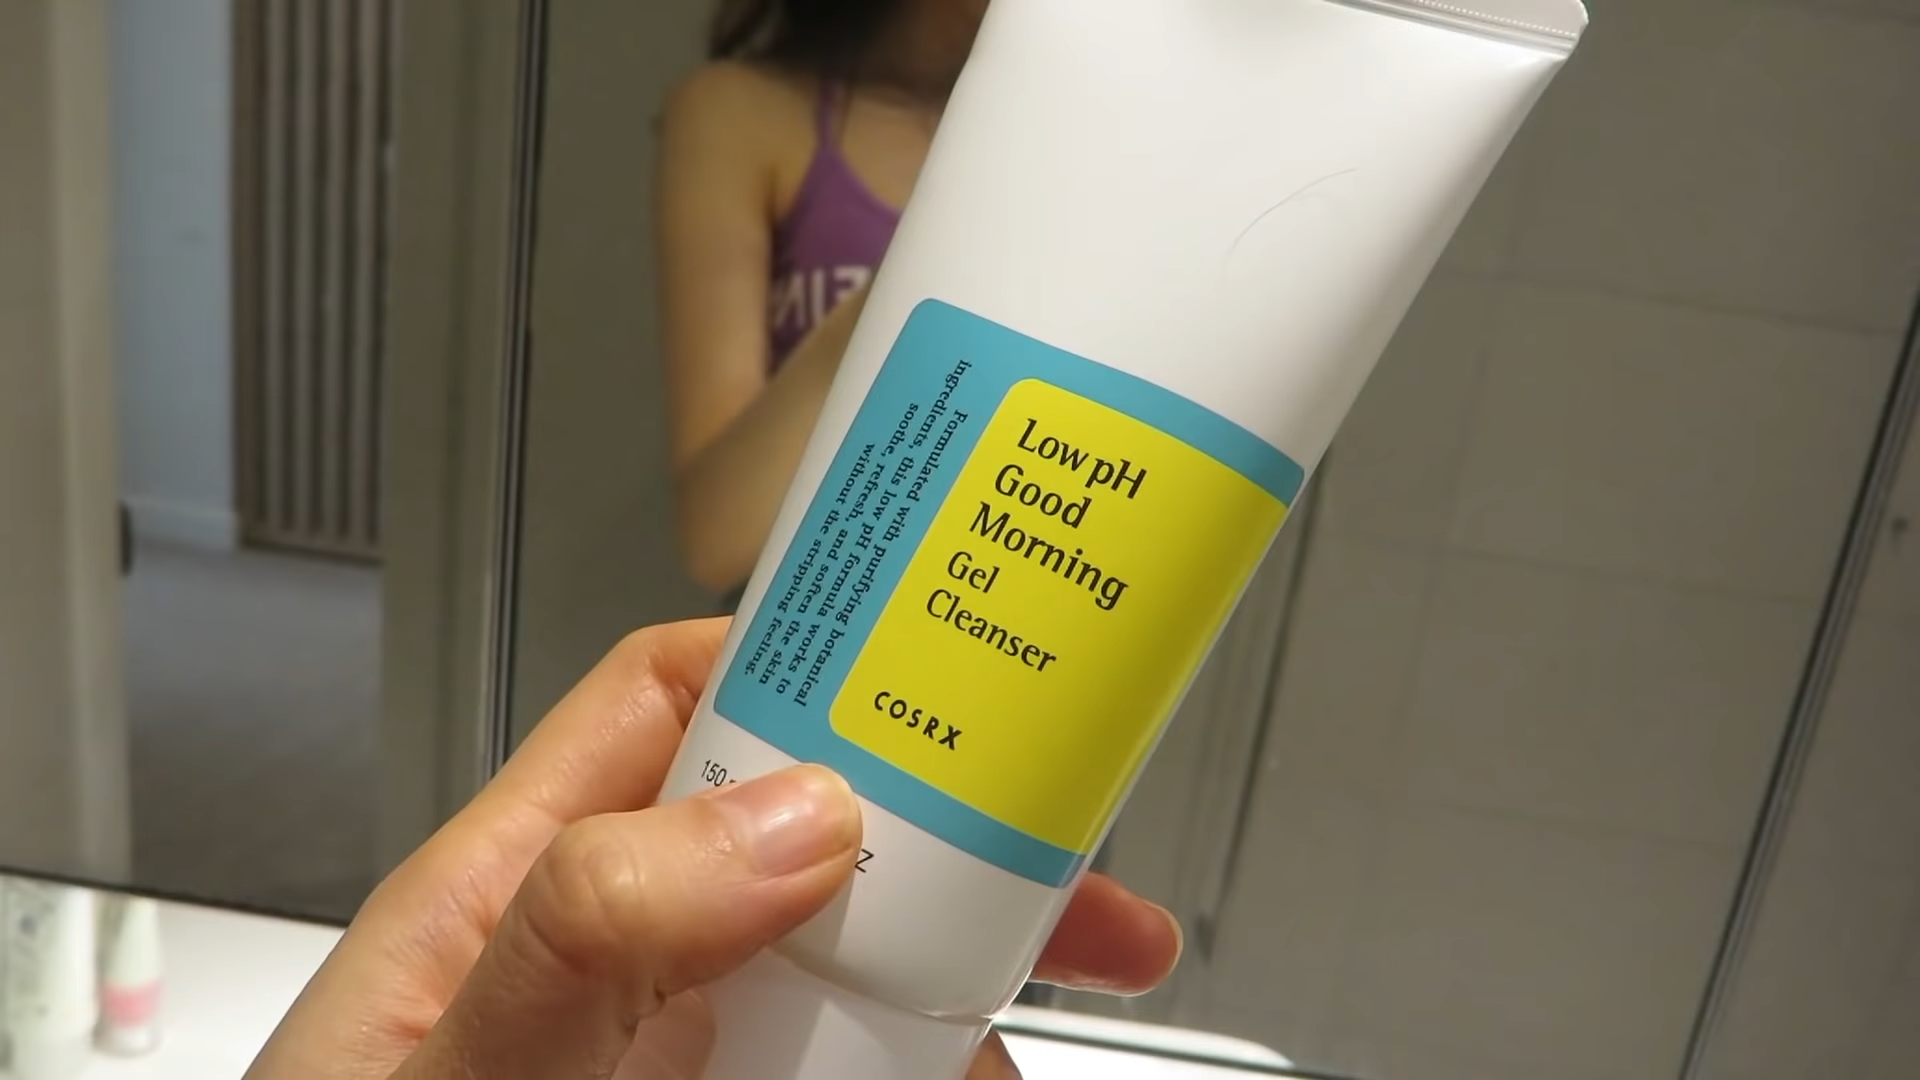 Low pH
Good
Morning
Gel
Cleanser
COSRX
Formulated with purifying botanical
ingredients, this low pH formula works to
soothe, refresh, and soften the skin
without the stripping feeling.
150